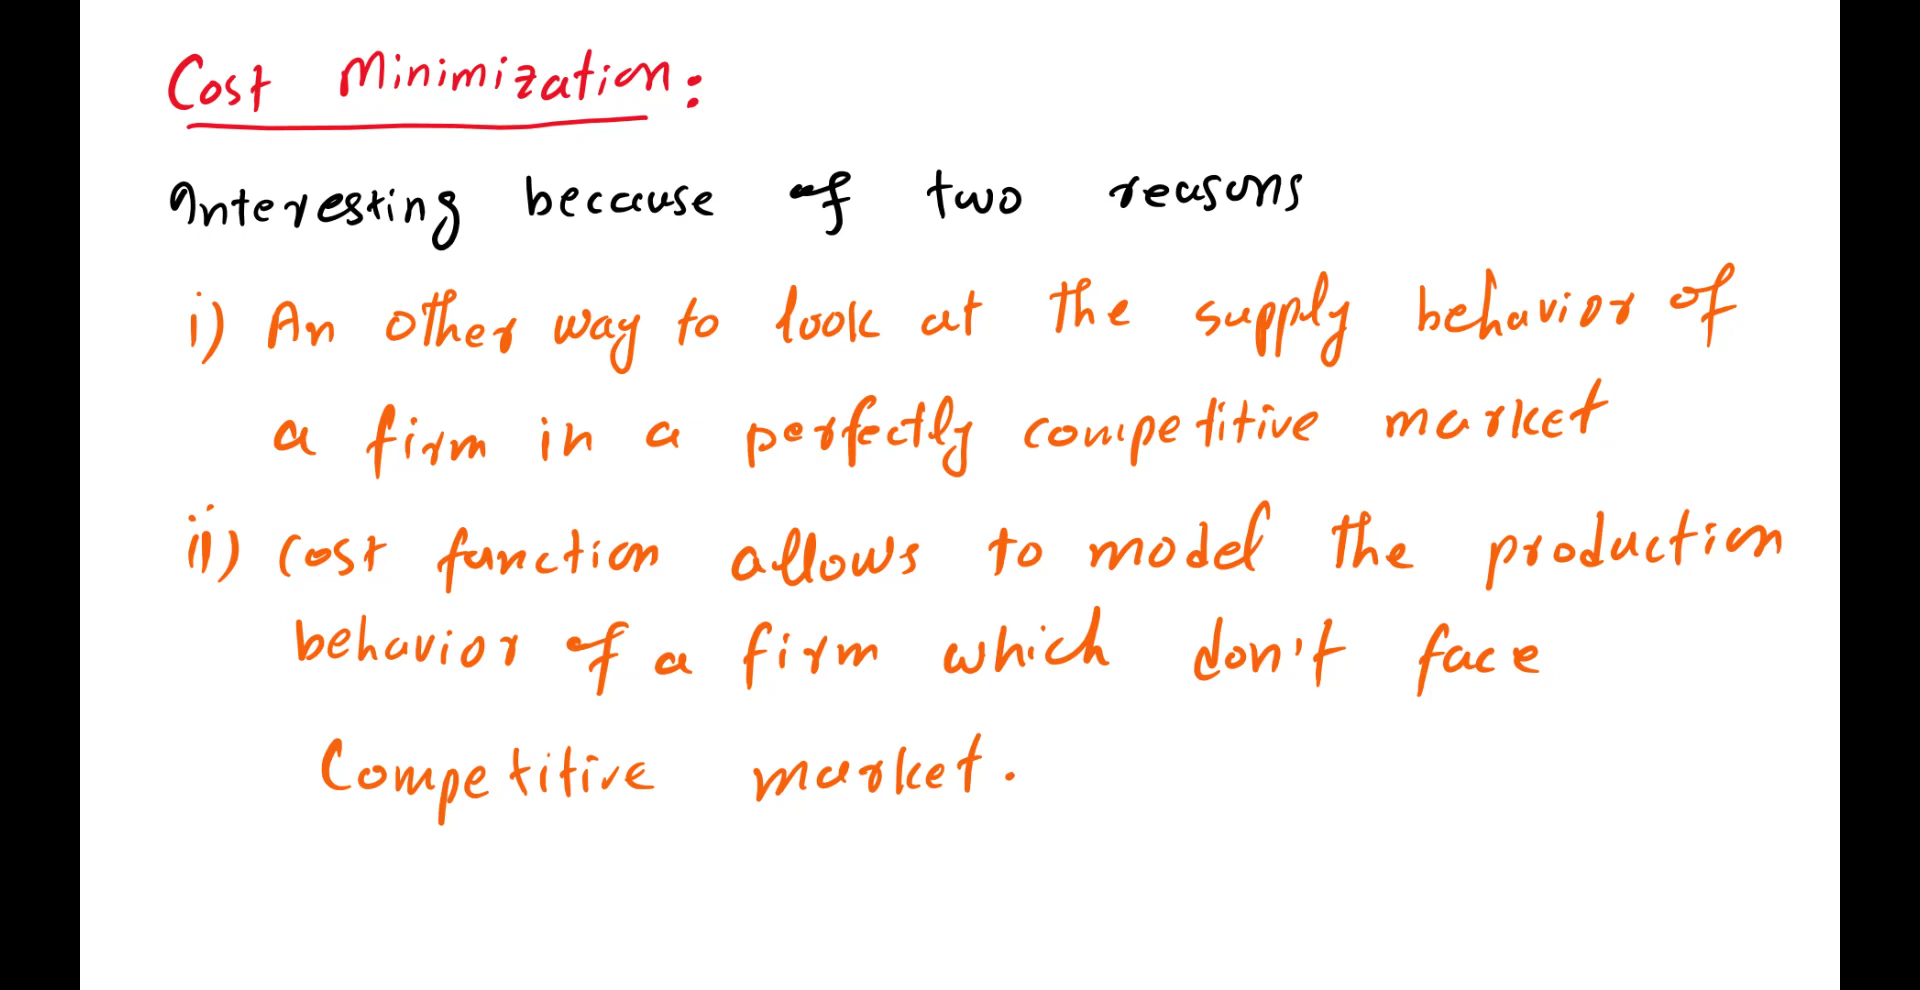 Cost Minimization:
Interesting because of two reasons
i) An other way to look at the supply behavior of
a firm in a perfectly competitive market
ii) Cost function allows to model the production
behavior of a firm which don't face
Competitive market.